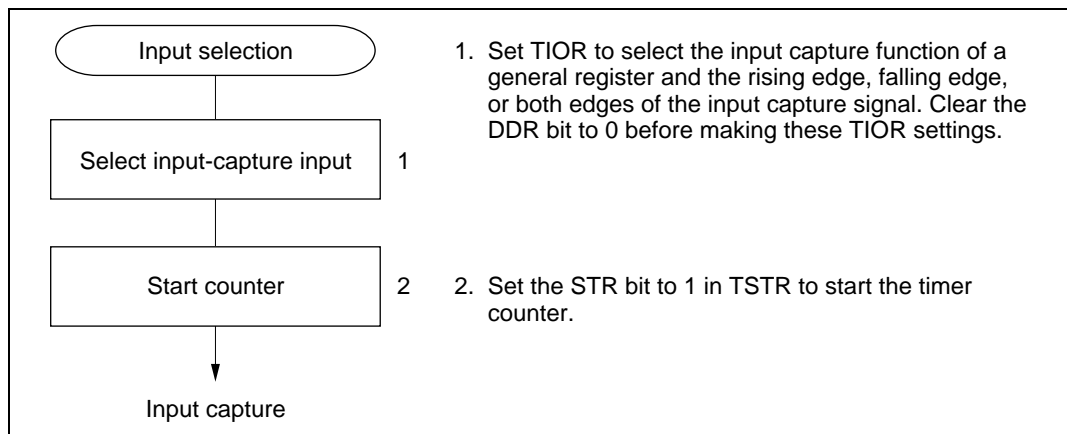 Input selection
1. Set TIOR to select the input capture function of a
general register and the rising edge, falling edge,
or both edges of the input capture signal. Clear the
DDR bit to 0 before making these TIOR settings.
Select input-capture input 1
Start counter 2
2. Set the STR bit to 1 in TSTR to start the timer
counter.
Input capture